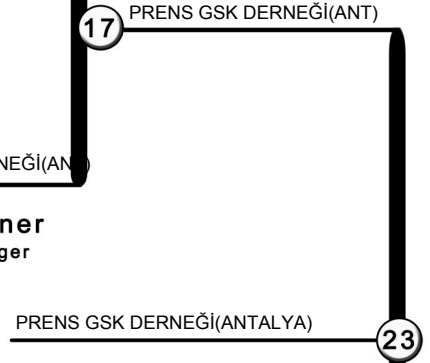 PRENS GSK DERNEĞİ(ANT)
17
NEĞİ(AN
ner
ger
PRENS GSK DERNEĞİ(ANTALYA)
23